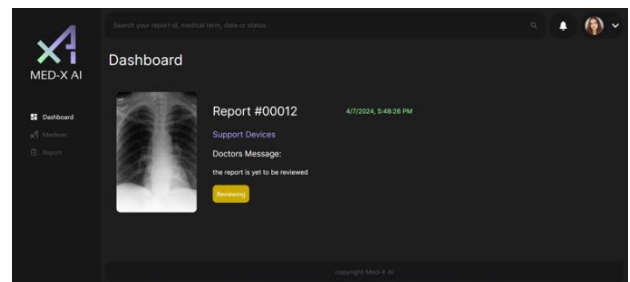 Search your report id, medical term, date or status
MED-X AI
Dashboard
Dashboard
Report
Report #00012
4/7/2024, 5:48:26 PM
Support Devices
Doctors Message:
the report is yet to be reviewed
Reviewing
copyright Med-X AI